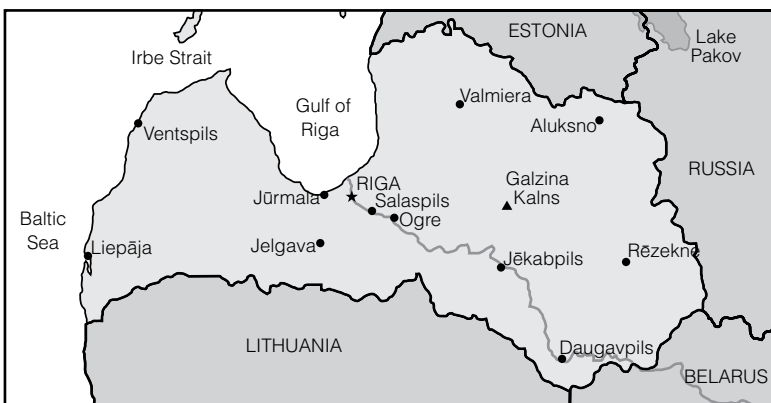 ESTONIA
Lake
Pakov
Irbe Strait
Gulf of
Riga
Valmiera
Aluksno
Ventspils
RUSSIA
RIGA
Galzina
Kalns
Jūrmala
Salaspils
Ogre
Baltic
Sea
Liepāja
Jelgava
Jēkabpils
Rēzekne
LITHUANIA
Daugavpils
BELARUS